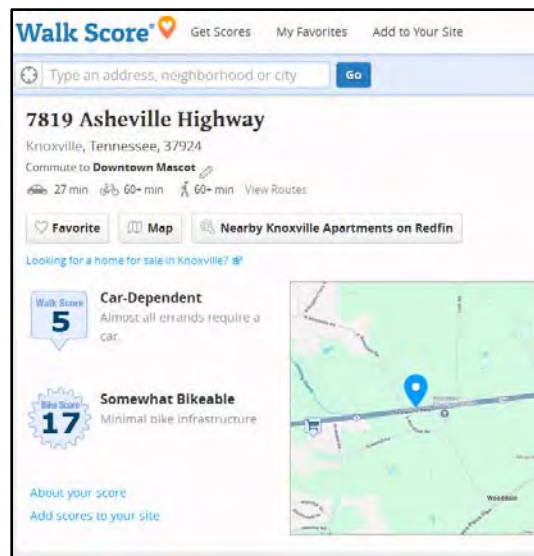 Walk Score® Get Scores My Favorites Add to Your Site
Type an address, neighborhood or city Go
7819 Asheville Highway
Knoxville, Tennessee, 37924
Commute to Downtown Mascot
27 min 60+ min 60+ min View Routes
Favorite Map Nearby Knoxville Apartments on Redfin
Looking for a home for sale in Knoxville?
Walk Score
5
Car-Dependent
Almost all errands require a
car.
Bike Score
17
Somewhat Bikeable
Minimal bike infrastructure
About your score
Add scores to your site
Wooddale